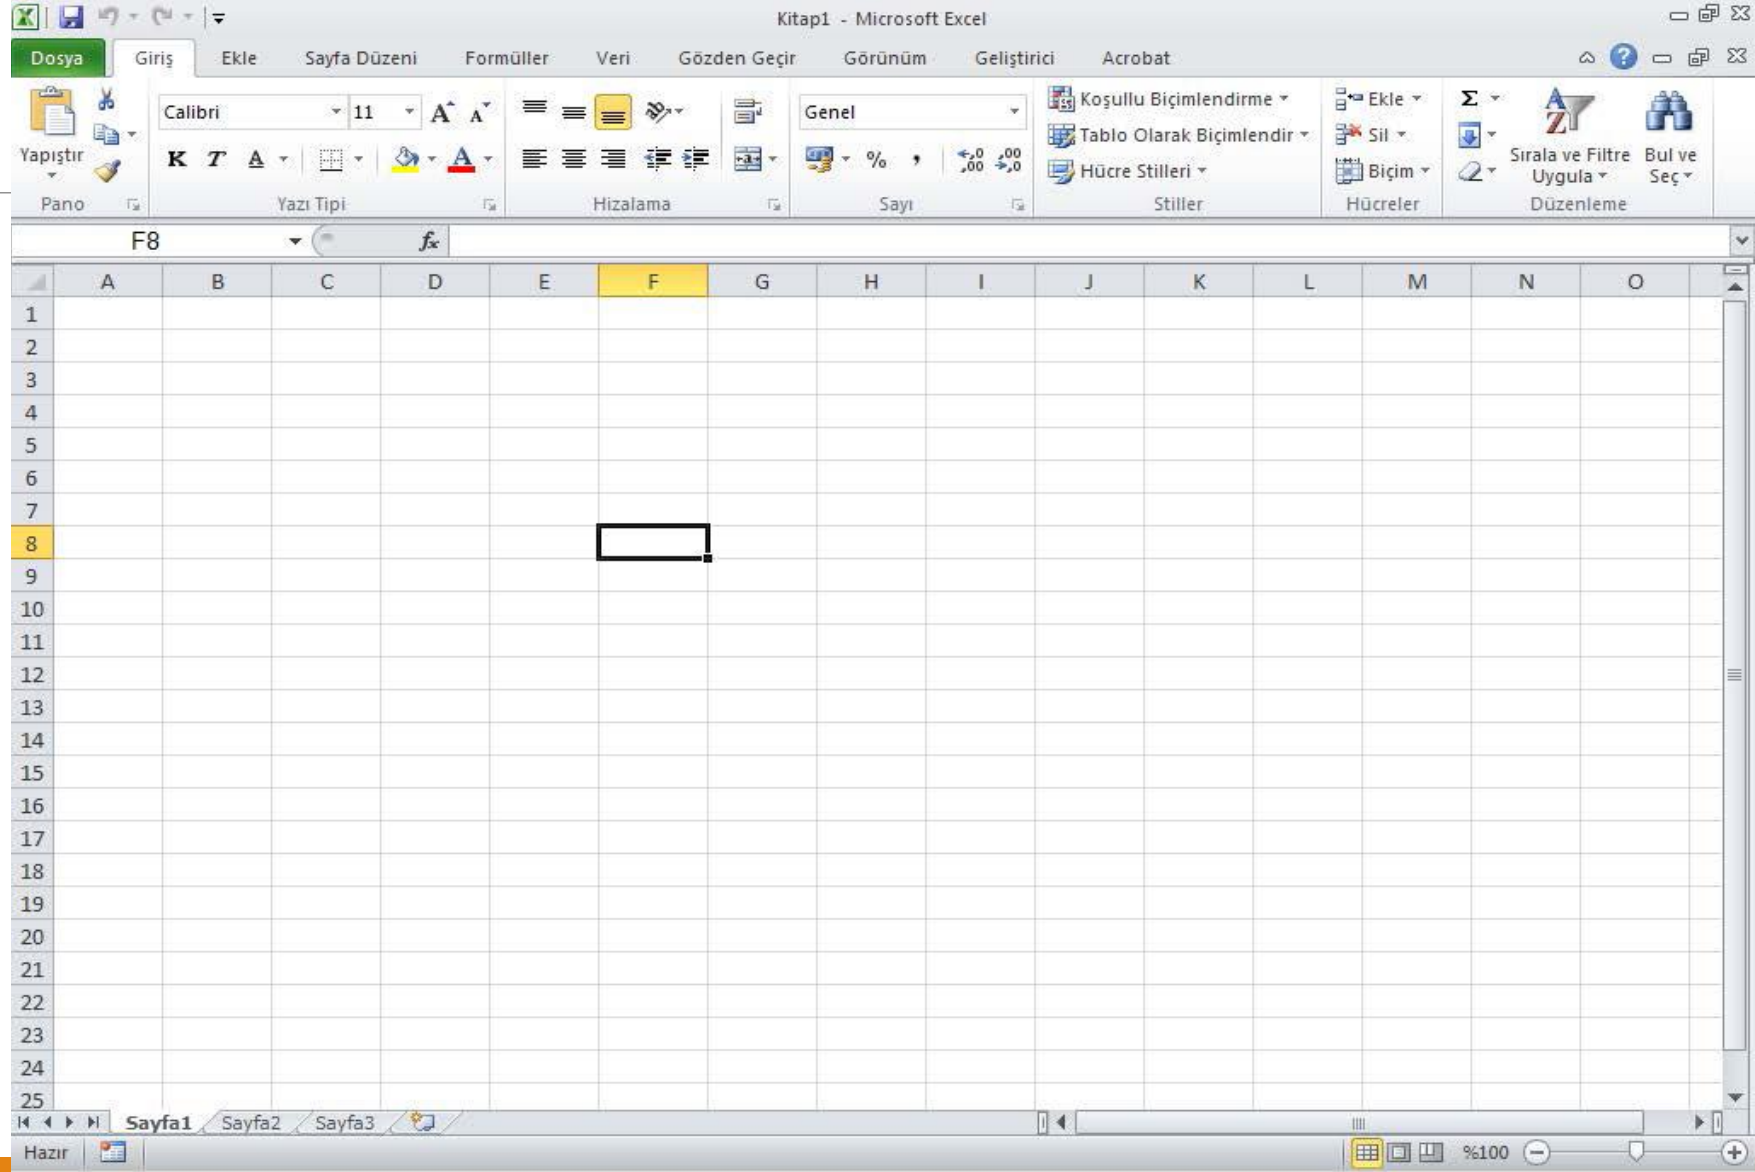 Kitap1 - Microsoft Excel
Dosya Giriş Ekle Sayfa Düzeni Formüller Veri Gözden Geçir Görünüm Geliştirici Acrobat
Calibri 11 A A Genel Koşullu Biçimlendirme Ekle Σ
Tablo Olarak Biçimlendir Sil
Yapıştır K T A A % Hücre Stilleri Biçim Sırala ve Filtre Uygula Bul ve Seç
Pano Yazı Tipi Hizalama Sayı Stiller Hücreler Düzenleme
F8 fx
A B C D E F G H I J K L M N O
1
2
3
4
5
6
7
8
9
10
11
12
13
14
15
16
17
18
19
20
21
22
23
24
25
Sayfa1 Sayfa2 Sayfa3
Hazır %100